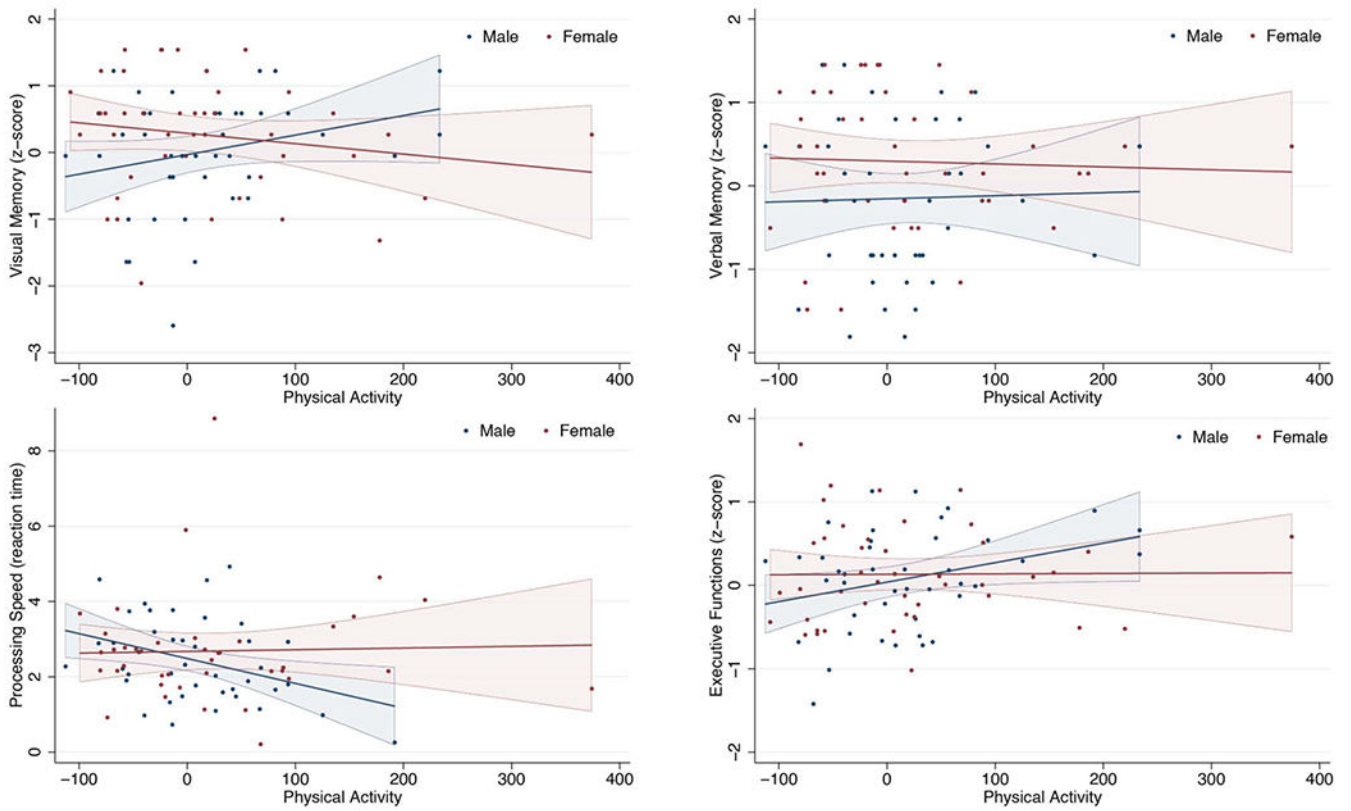 2
1
0
−1
−2
−3
Visual Memory (z-score)
Male Female
−100 0 100 200 300 400
Physical Activity
2
1
0
−1
−2
Verbal Memory (z-score)
Male Female
−100 0 100 200 300 400
Physical Activity
8
6
4
2
0
Processing Speed (reaction time)
Male Female
−100 0 100 200 300 400
Physical Activity
2
1
0
−1
−2
Executive Functions (z-score)
Male Female
−100 0 100 200 300 400
Physical Activity